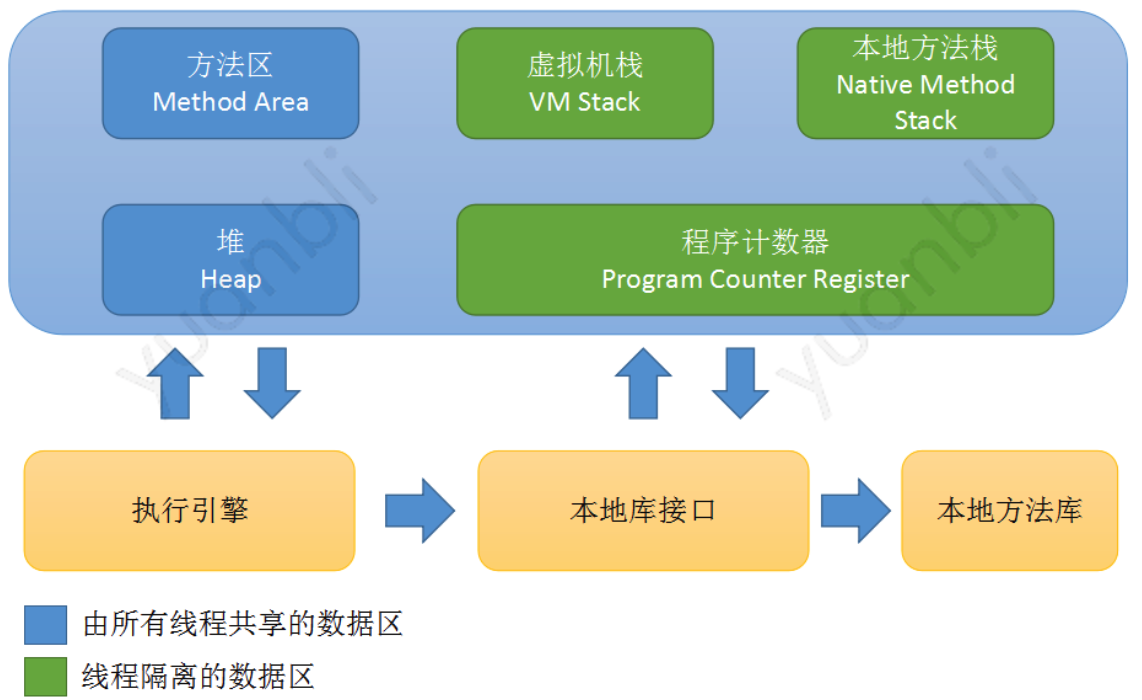 方法区
Method Area
虚拟机栈
VM Stack
本地方法栈
Native Method
Stack
堆
Heap
程序计数器
Program Counter Register
执行引擎
本地库接口
本地方法库
由所有线程共享的数据区
线程隔离的数据区
yuanbli
yuanbli